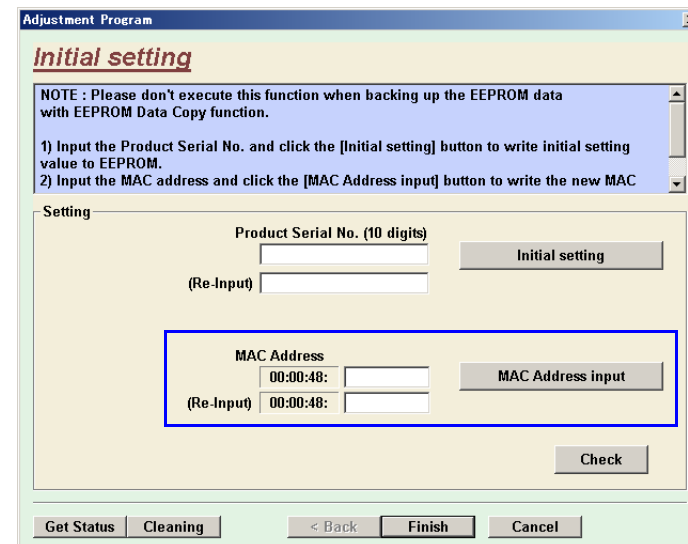 Adjustment Program
Initial setting
NOTE : Please don't execute this function when backing up the EEPROM data
with EEPROM Data Copy function.
1) Input the Product Serial No. and click the [Initial setting] button to write initial setting
value to EEPROM.
2) Input the MAC address and click the [MAC Address input] button to write the new MAC
Setting
Product Serial No. (10 digits)
Initial setting
(Re-Input)
MAC Address
00:00:48:
MAC Address input
(Re-Input) 00:00:48:
Check
Get Status Cleaning < Back Finish Cancel